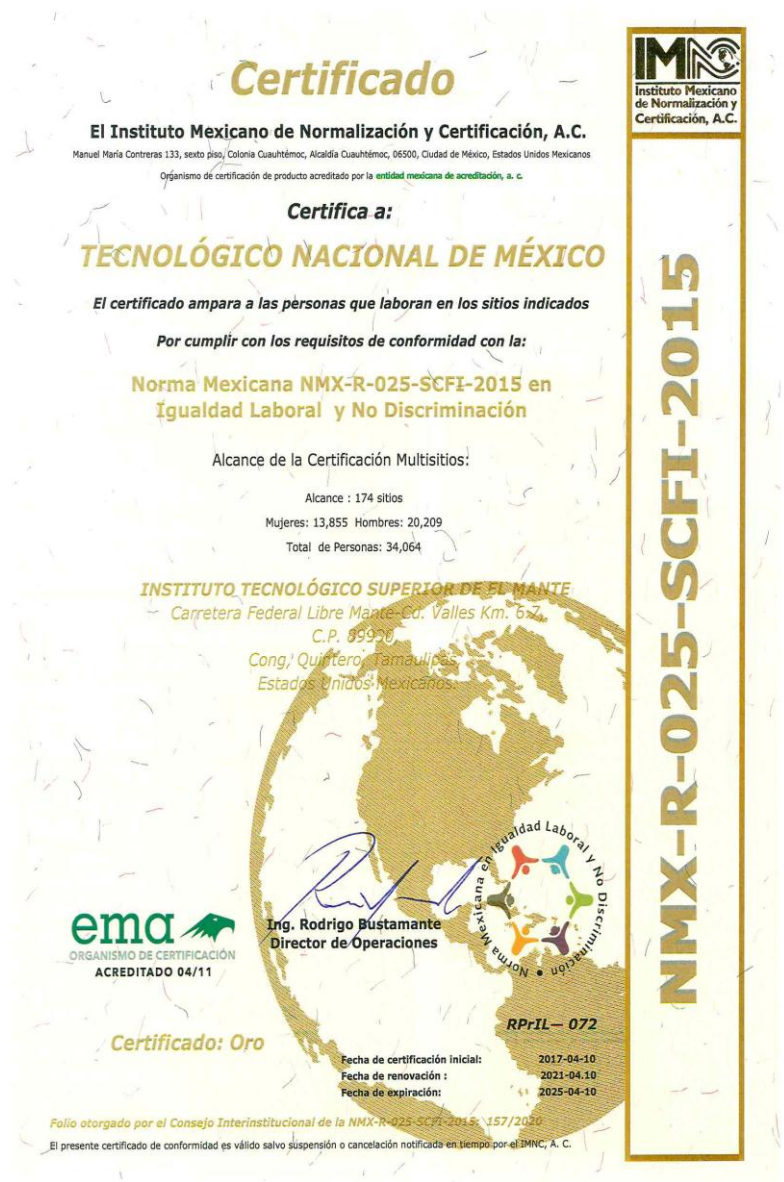 Certificado
El Instituto Mexicano de Normalización y Certificación, A.C.
Manuel María Contreras 133, sexto piso, Colonia Cuauhtémoc, Alcaldía Cuauhtémoc, 06500, Ciudad de México, Estados Unidos Mexicanos
Organismo de certificación de producto acreditado por la entidad mexicana de acreditación, a. c.
Certifica a:
TECNOLÓGICO NACIONAL DE MÉXICO
El certificado ampara a las personas que laboran en los sitios indicados
Por cumplir con los requisitos de conformidad con la:
Norma Mexicana NMX-R-025-SCFI-2015 en
Igualdad Laboral y No Discriminación
Alcance de la Certificación Multisitios:
Alcance : 174 sitios
Mujeres: 13,855 Hombres: 20,209
Total de Personas: 34,064
INSTITUTO TECNOLÓGICO SUPERIOR DE EL MANTE
Carretera Federal Libre Mante-Cd. Valles Km. 6.7,
C.P. 89930
Cong, Quintero, Tamaulipas,
Estados Unidos Mexicanos.
Norma Mexicana en Igualdad Laboral y No Discriminación
ema
ORGANISMO DE CERTIFICACIÓN
ACREDITADO 04/11
Ing. Rodrigo Bustamante
Director de Operaciones
RPrIL— 072
Certificado: Oro
Fecha de certificación inicial: 2017-04-10
Fecha de renovación : 2021-04.10
Fecha de expiración: 2025-04-10
Folio otorgado por el Consejo Interinstitucional de la NMX-R-025-SCFI-2015: 157/2020
El presente certificado de conformidad es válido salvo suspensión o cancelación notificada en tiempo por el IMNC, A. C.
IMNC
Instituto Mexicano
de Normalización y
Certificación, A.C.
NMX-R-025-SCFI-2015